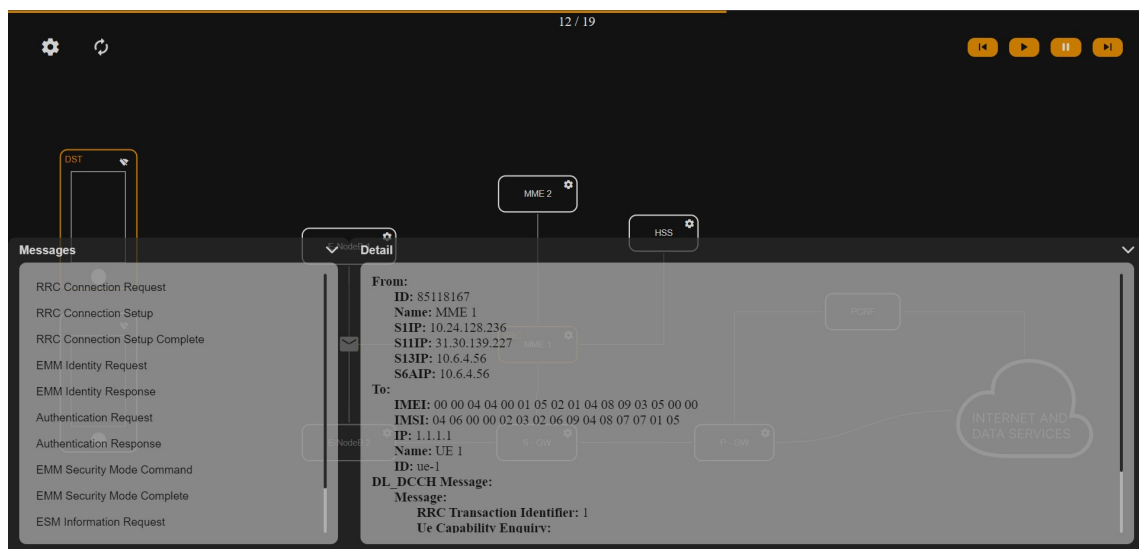 12 / 19
DST
MME 2
HSS
E-NodeB 1
Messages
RRC Connection Request
RRC Connection Setup
RRC Connection Setup Complete
EMM Identity Request
EMM Identity Response
Authentication Request
Authentication Response
EMM Security Mode Command
EMM Security Mode Complete
ESM Information Request
Detail
From:
ID: 85118167
Name: MME 1
S1IP: 10.24.128.236
S11IP: 31.30.139.227
S13IP: 10.6.4.56
S6AIP: 10.6.4.56
To:
IMEI: 00 00 04 04 00 01 05 02 01 04 08 09 03 05 00 00
IMSI: 04 06 00 00 02 03 02 06 09 04 08 07 07 01 05
IP: 1.1.1.1
Name: UE 1
ID: ue-1
DL_DCCH Message:
Message:
RRC Transaction Identifier: 1
Ue Capability Enquiry:
PCRF
MME 1
E-NodeB 2
S - GW
P - GW
INTERNET AND
DATA SERVICES